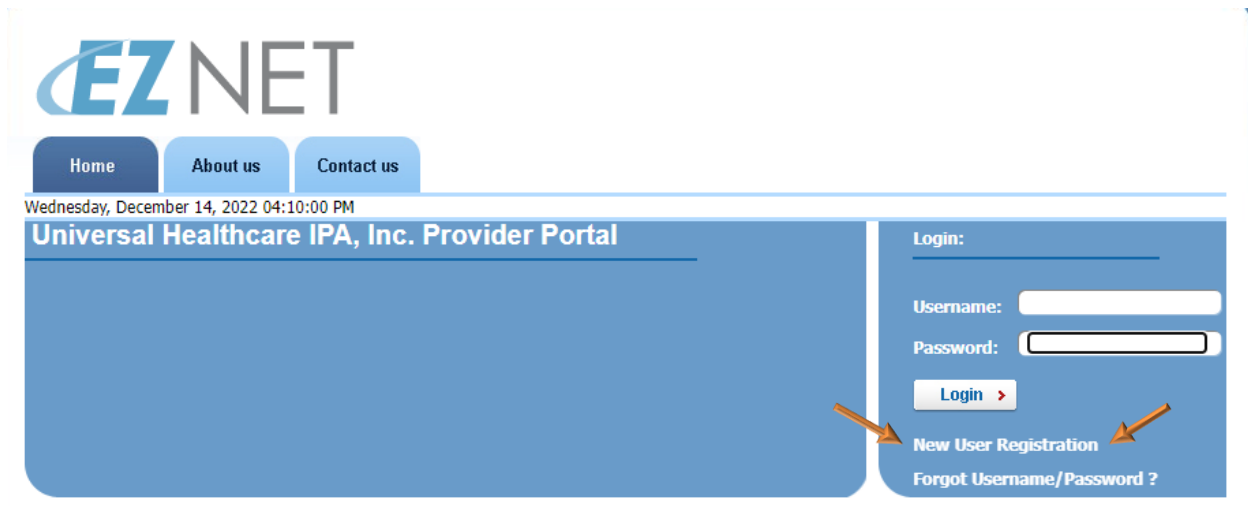 EZ NET
Home About us Contact us
Wednesday, December 14, 2022 04:10:00 PM
Universal Healthcare IPA, Inc. Provider Portal
Login:
Username:
Password:
Login >
New User Registration
Forgot Username/Password ?